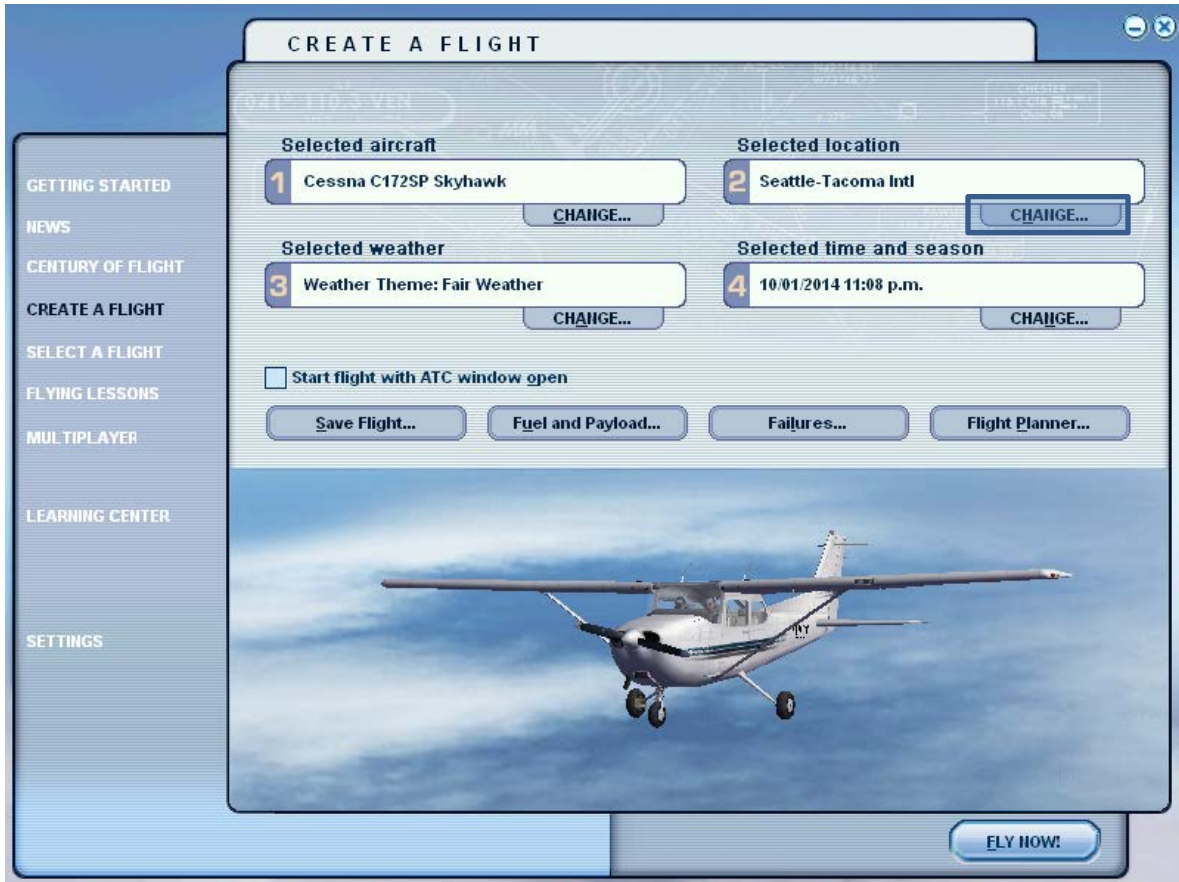 CREATE A FLIGHT
GETTING STARTED
NEWS
CENTURY OF FLIGHT
CREATE A FLIGHT
SELECT A FLIGHT
FLYING LESSONS
MULTIPLAYER
LEARNING CENTER
SETTINGS
Selected aircraft
1 Cessna C172SP Skyhawk
CHANGE...
Selected location
2 Seattle-Tacoma Intl
CHANGE...
Selected weather
3 Weather Theme: Fair Weather
CHANGE...
Selected time and season
4 10/01/2014 11:08 p.m.
CHANGE...
Start flight with ATC window open
Save Flight... Fuel and Payload... Failures... Flight Planner...
FLY NOW!